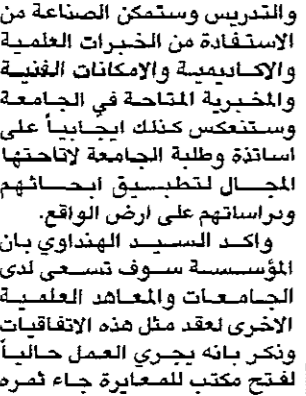 والتدريس وستمكن الصناعة من
الاستفادة من الخبرات العلمية
والاكاديمية والامكانات الفنية
والمخبرية المتاحة في الجامعة
وستنعكس كذلك ايجابياً على
اساتذة وطلبة الجامعة لاتاحتها
المجال لتطبيق ابحاثهم
ودراساتهم على ارض الواقع.
واكد السيد الهنداوي بان
المؤسسة سوف تسعى لدى
الجامعات والمعاهد العلمية
الاخرى لعقد مثل هذه الاتفاقيات
وذكر بانه يجري العمل حالياً
لفتح مكتب للمعايرة جاء ثمره